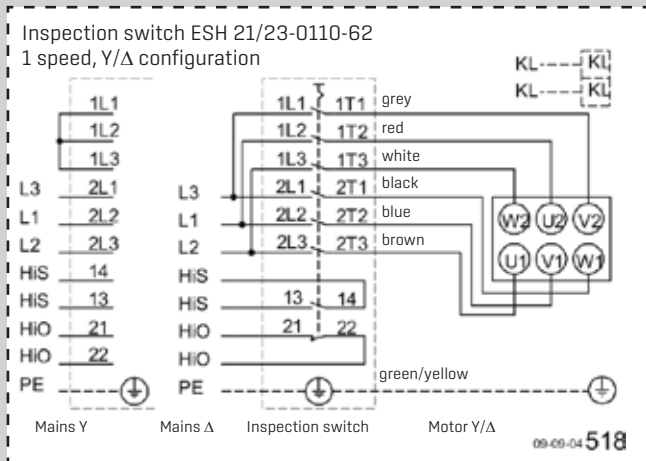 Inspection switch ESH 21/23-0110-62
1 speed, Y/Δ configuration
KL KL
KL KL
1L1 1L1 1T1 grey
1L2 1L2 1T2 red
1L3 1L3 1T3 white
L3 2L1 L3 2L1 2T1 black
L1 2L2 L1 2L2 2T2 blue
L2 2L3 L2 2L3 2T3 brown
W2 U2 V2
U1 V1 W1
HiS 14 HiS
HiS 13 HiS 13 14
HiO 21 HiO 21 22
HiO 22 HiO
PE PE green/yellow
Mains Y Mains Δ Inspection switch Motor Y/Δ
09-09-04 518